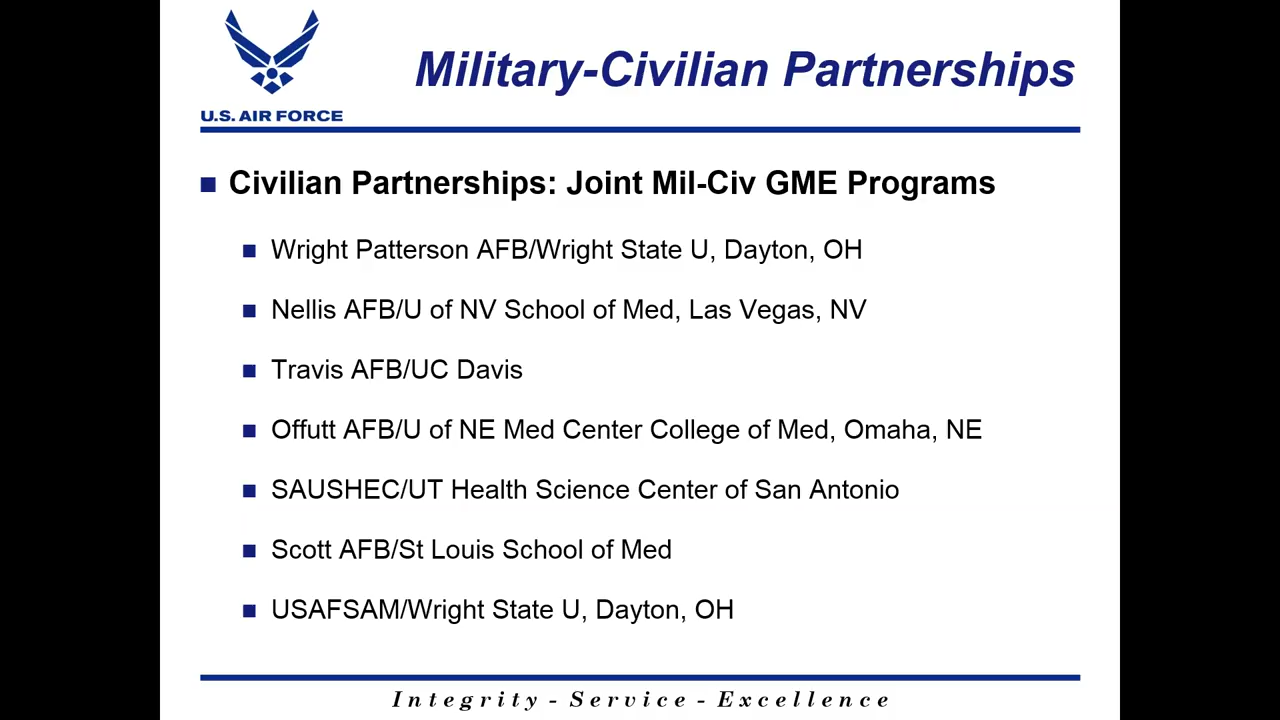 Military-Civilian Partnerships
U.S. AIR FORCE
Civilian Partnerships: Joint Mil-Civ GME Programs
Wright Patterson AFB/Wright State U, Dayton, OH
Nellis AFB/U of NV School of Med, Las Vegas, NV
Travis AFB/UC Davis
Offutt AFB/U of NE Med Center College of Med, Omaha, NE
SAUSHEC/UT Health Science Center of San Antonio
Scott AFB/St Louis School of Med
USAFSAM/Wright State U, Dayton, OH
Integrity - Service - Excellence